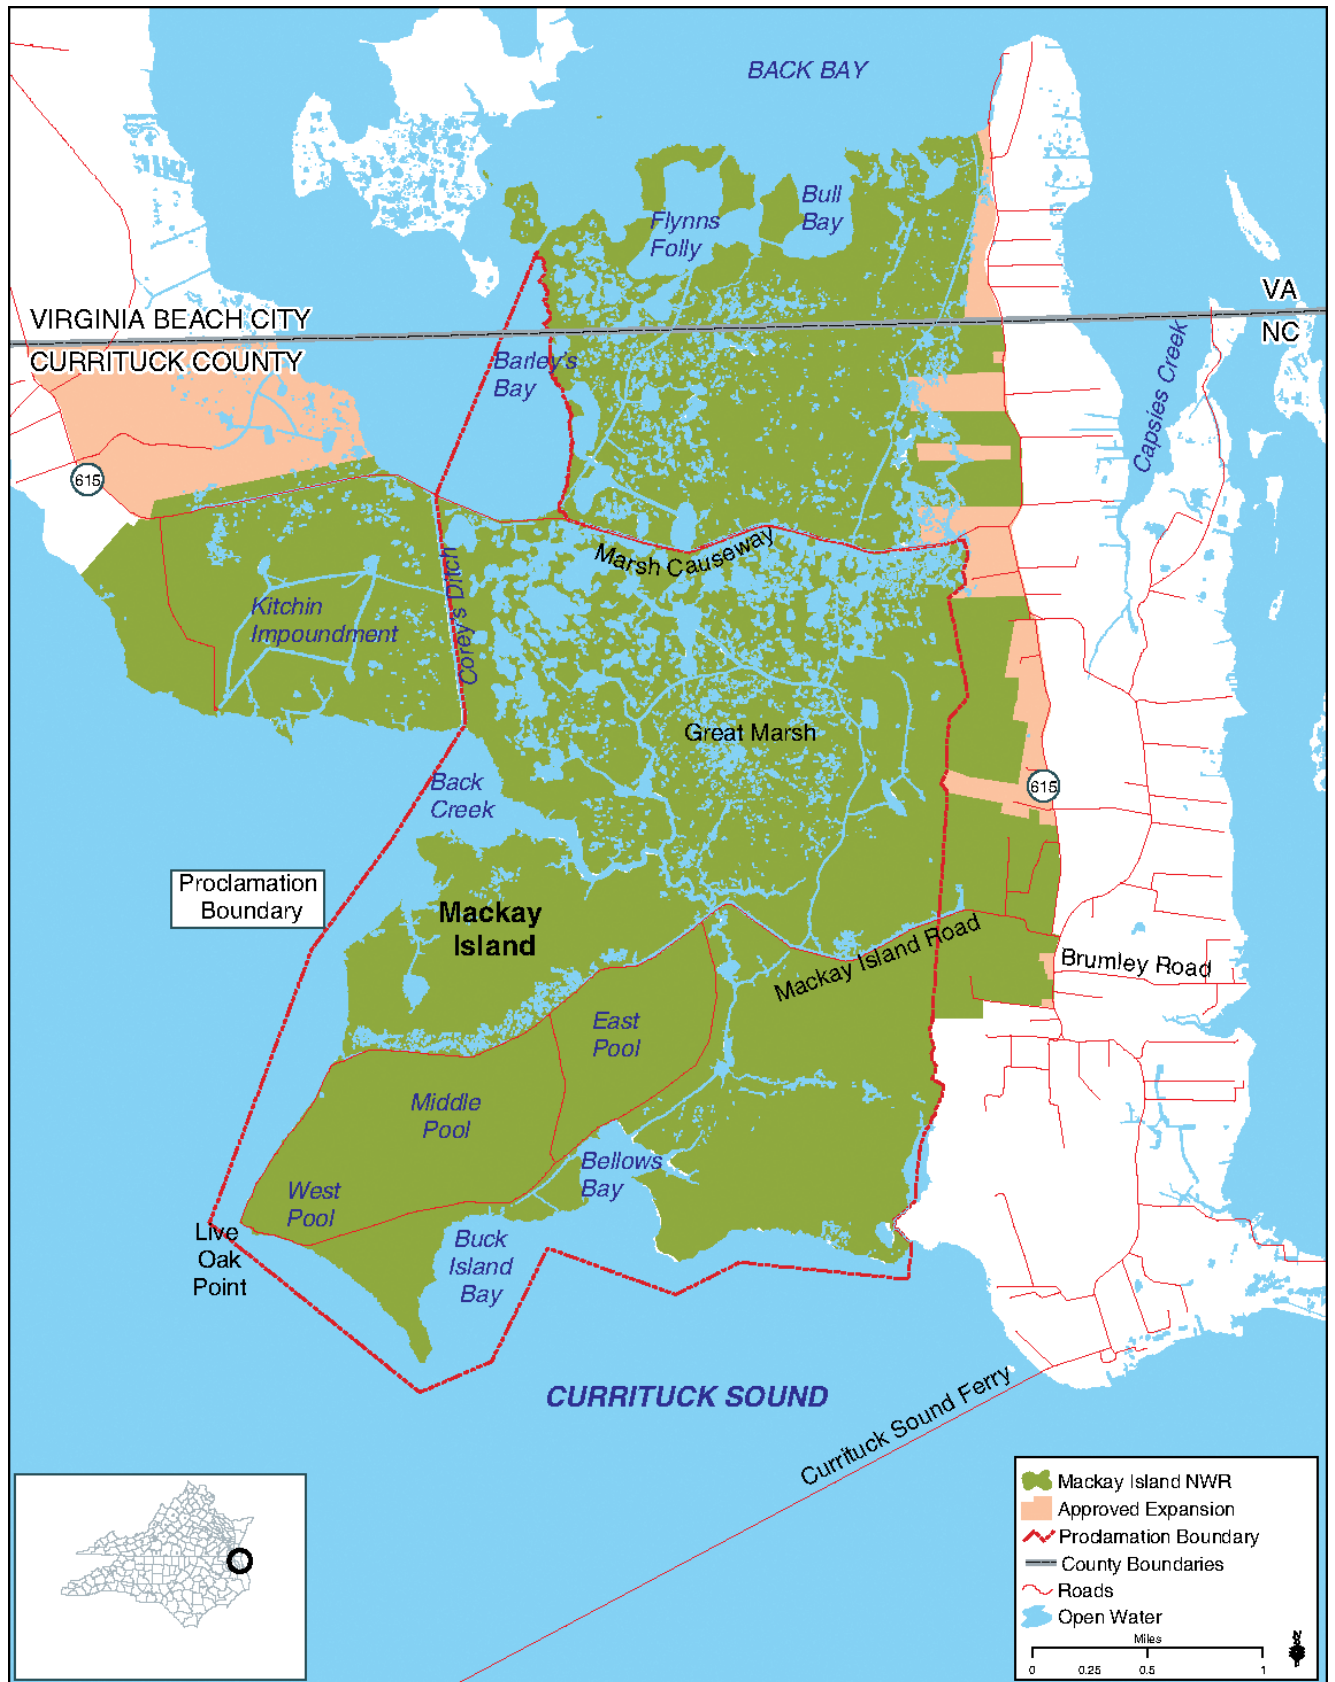 BACK BAY
Bull
Bay
Flynns
Folly
VA
NC
VIRGINIA BEACH CITY
CURRITUCK COUNTY
Barley's
Bay
Capsies Creek
615
Marsh Causeway
Corey's Ditch
Kitchin
Impoundment
Great Marsh
615
Back
Creek
Proclamation
Boundary
Mackay
Island
Mackay Island Road
Brumley Road
East
Pool
Middle
Pool
Bellows
Bay
West
Pool
Live
Oak
Point
Buck
Island
Bay
CURRITUCK SOUND
Currituck Sound Ferry
Mackay Island NWR
Approved Expansion
Proclamation Boundary
County Boundaries
Roads
Open Water
Miles
0 0.25 0.5 1
N